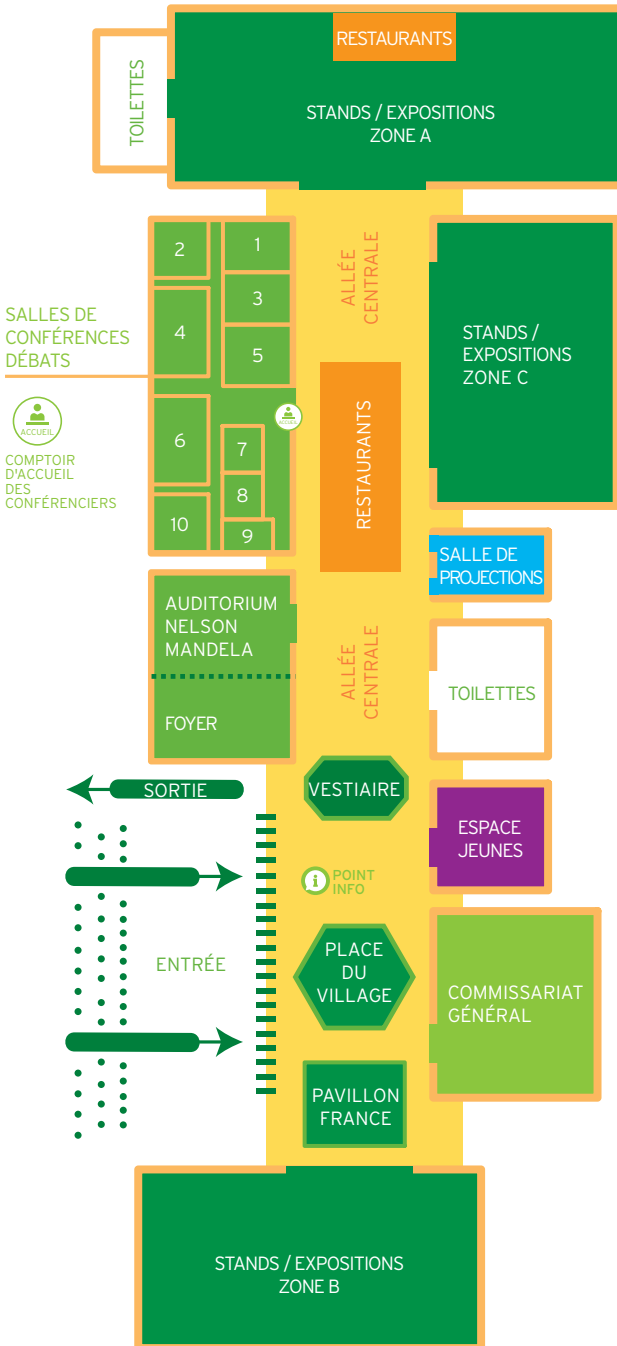 RESTAURANTS
TOILETTES
STANDS / EXPOSITIONS
ZONE A
2
1
3
4
5
ALLÉE
CENTRALE
SALLES DE
CONFÉRENCES
DÉBATS
STANDS /
EXPOSITIONS
ZONE C
ACCUEIL
COMPTOIR
D'ACCUEIL
DES
CONFÉRENCIERS
ACCUEIL
6
7
8
9
10
RESTAURANTS
SALLE DE
PROJECTIONS
AUDITORIUM
NELSON
MANDELA
FOYER
ALLÉE
CENTRALE
TOILETTES
SORTIE
VESTIAIRE
ESPACE
JEUNES
i
POINT
INFO
ENTRÉE
PLACE
DU
VILLAGE
COMMISSARIAT
GÉNÉRAL
PAVILLON
FRANCE
STANDS / EXPOSITIONS
ZONE B